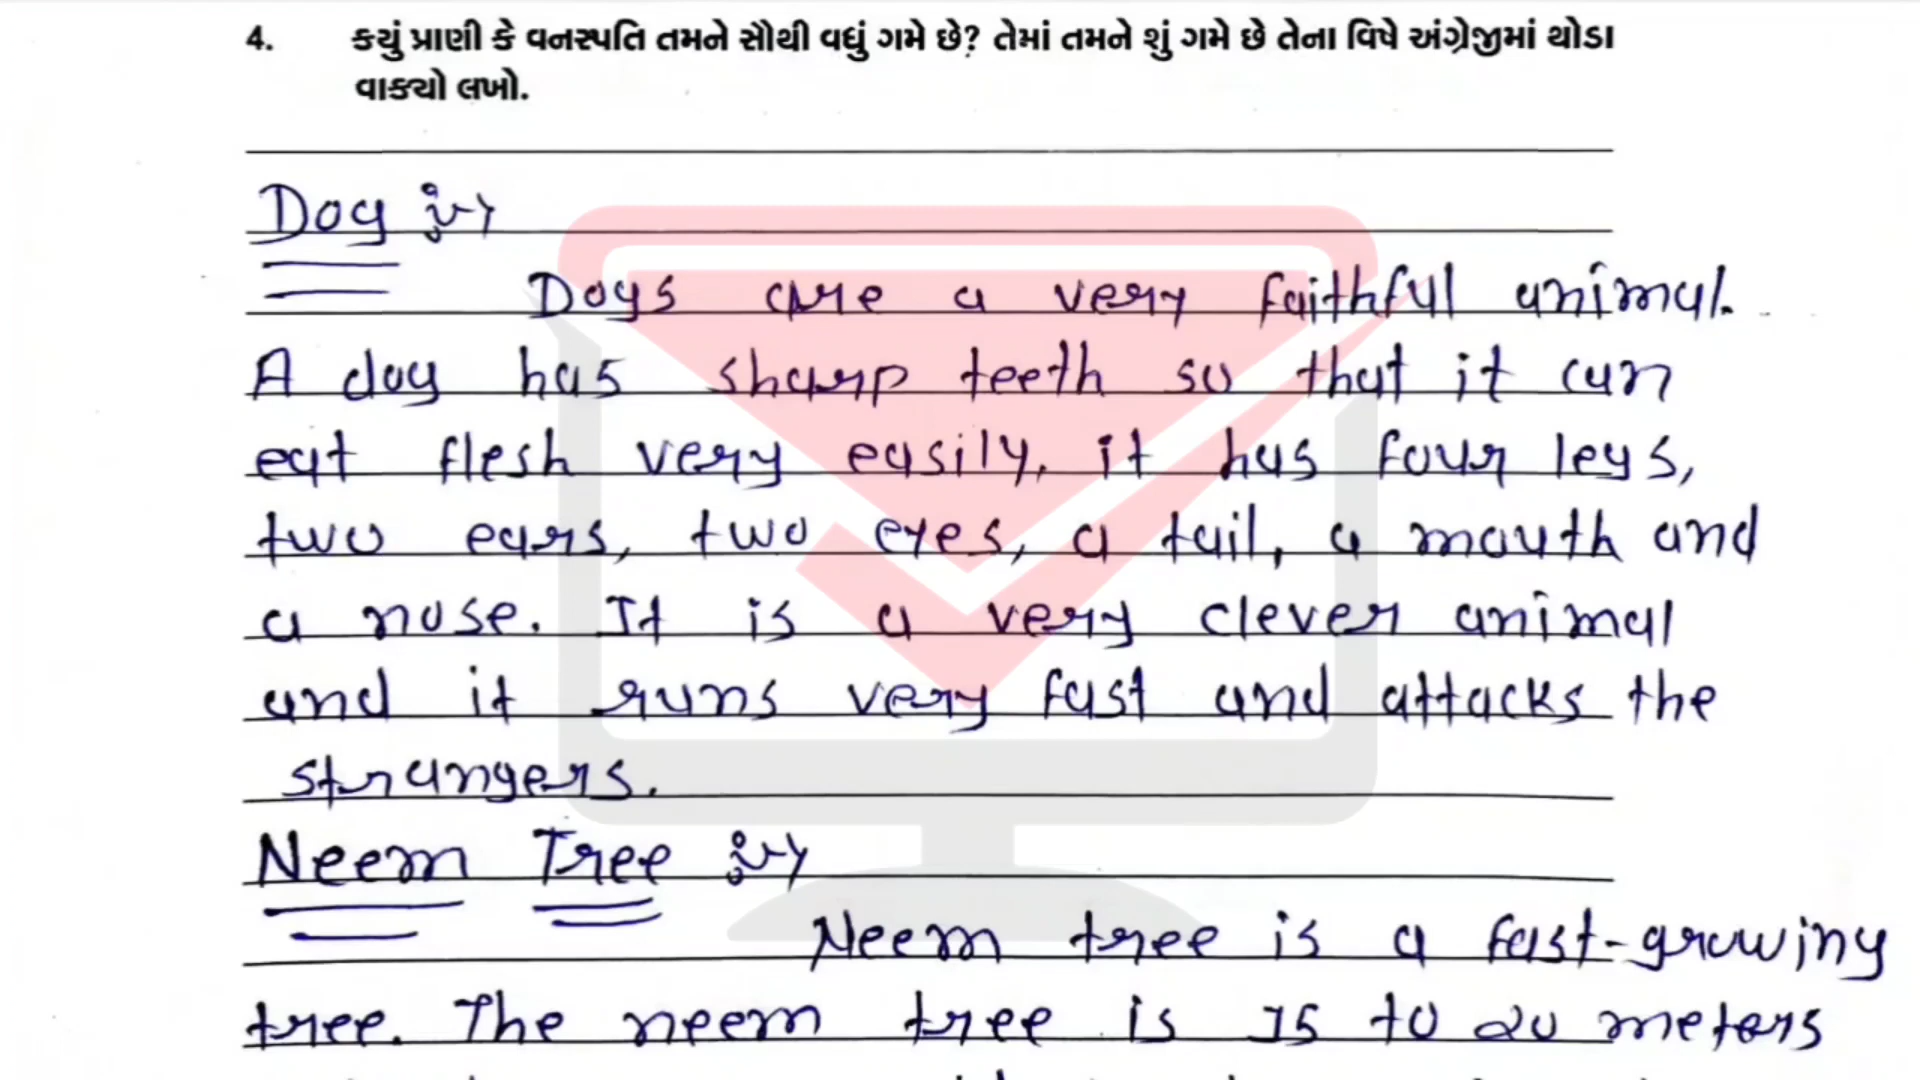 4. કયું પ્રાણી કે વનસ્પતિ તમને સૌથી વધું ગમે છે? તેમાં તમને શું ગમે છે તેના વિષે અંગ્રેજીમાં થોડા
વાક્યો લખો.
Dog :→
Dogs are a very faithful animal.
A dog has sharp teeth so that it can
eat flesh very easily, it has four legs,
two ears, two eyes, a tail, a mouth and
a nose. It is a very clever animal
and it runs very fast and attacks the
strangers.
Neem Tree :→
Neem tree is a fast-growing
tree. The neem tree is 15 to 20 meters